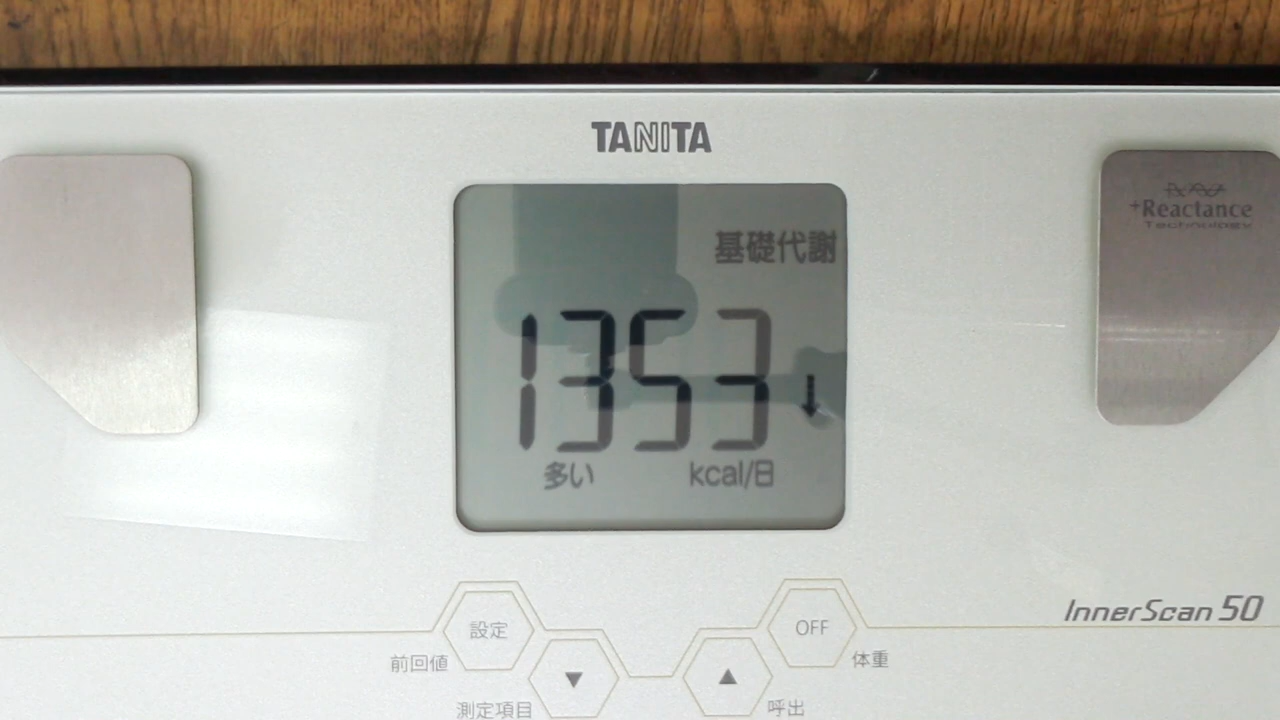 TANITA
+Reactance
Technology
基礎代謝
1353↓
多い kcal/日
InnerScan 50
設定
OFF
前回値
体重
▼
▲
測定項目
呼出